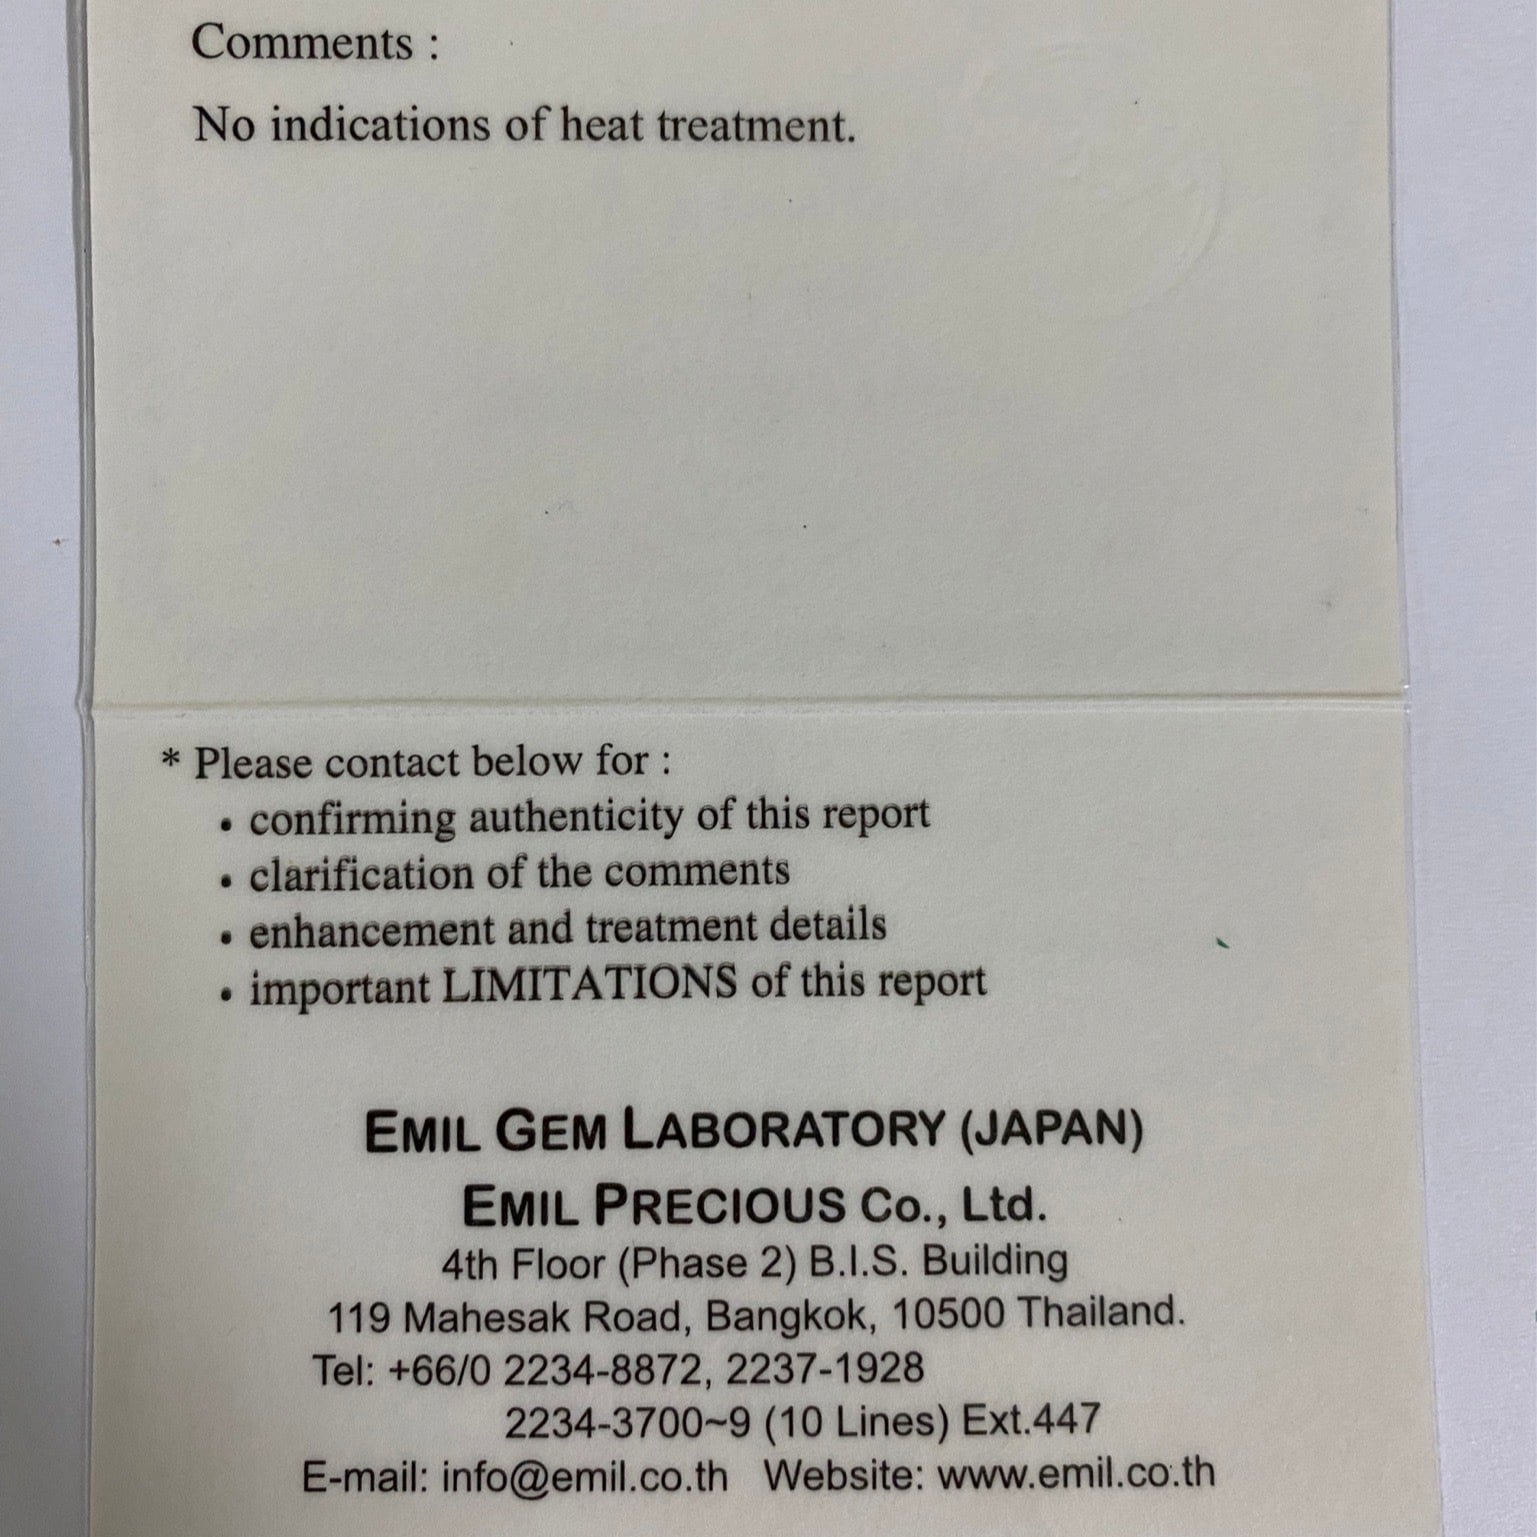 Comments :
No indications of heat treatment.
* Please contact below for :
• confirming authenticity of this report
• clarification of the comments
• enhancement and treatment details
• important LIMITATIONS of this report
EMIL GEM LABORATORY (JAPAN)
EMIL PRECIOUS Co., Ltd.
4th Floor (Phase 2) B.I.S. Building
119 Mahesak Road, Bangkok, 10500 Thailand.
Tel: +66/0 2234-8872, 2237-1928
2234-3700~9 (10 Lines) Ext.447
E-mail: info@emil.co.th Website: www.emil.co.th